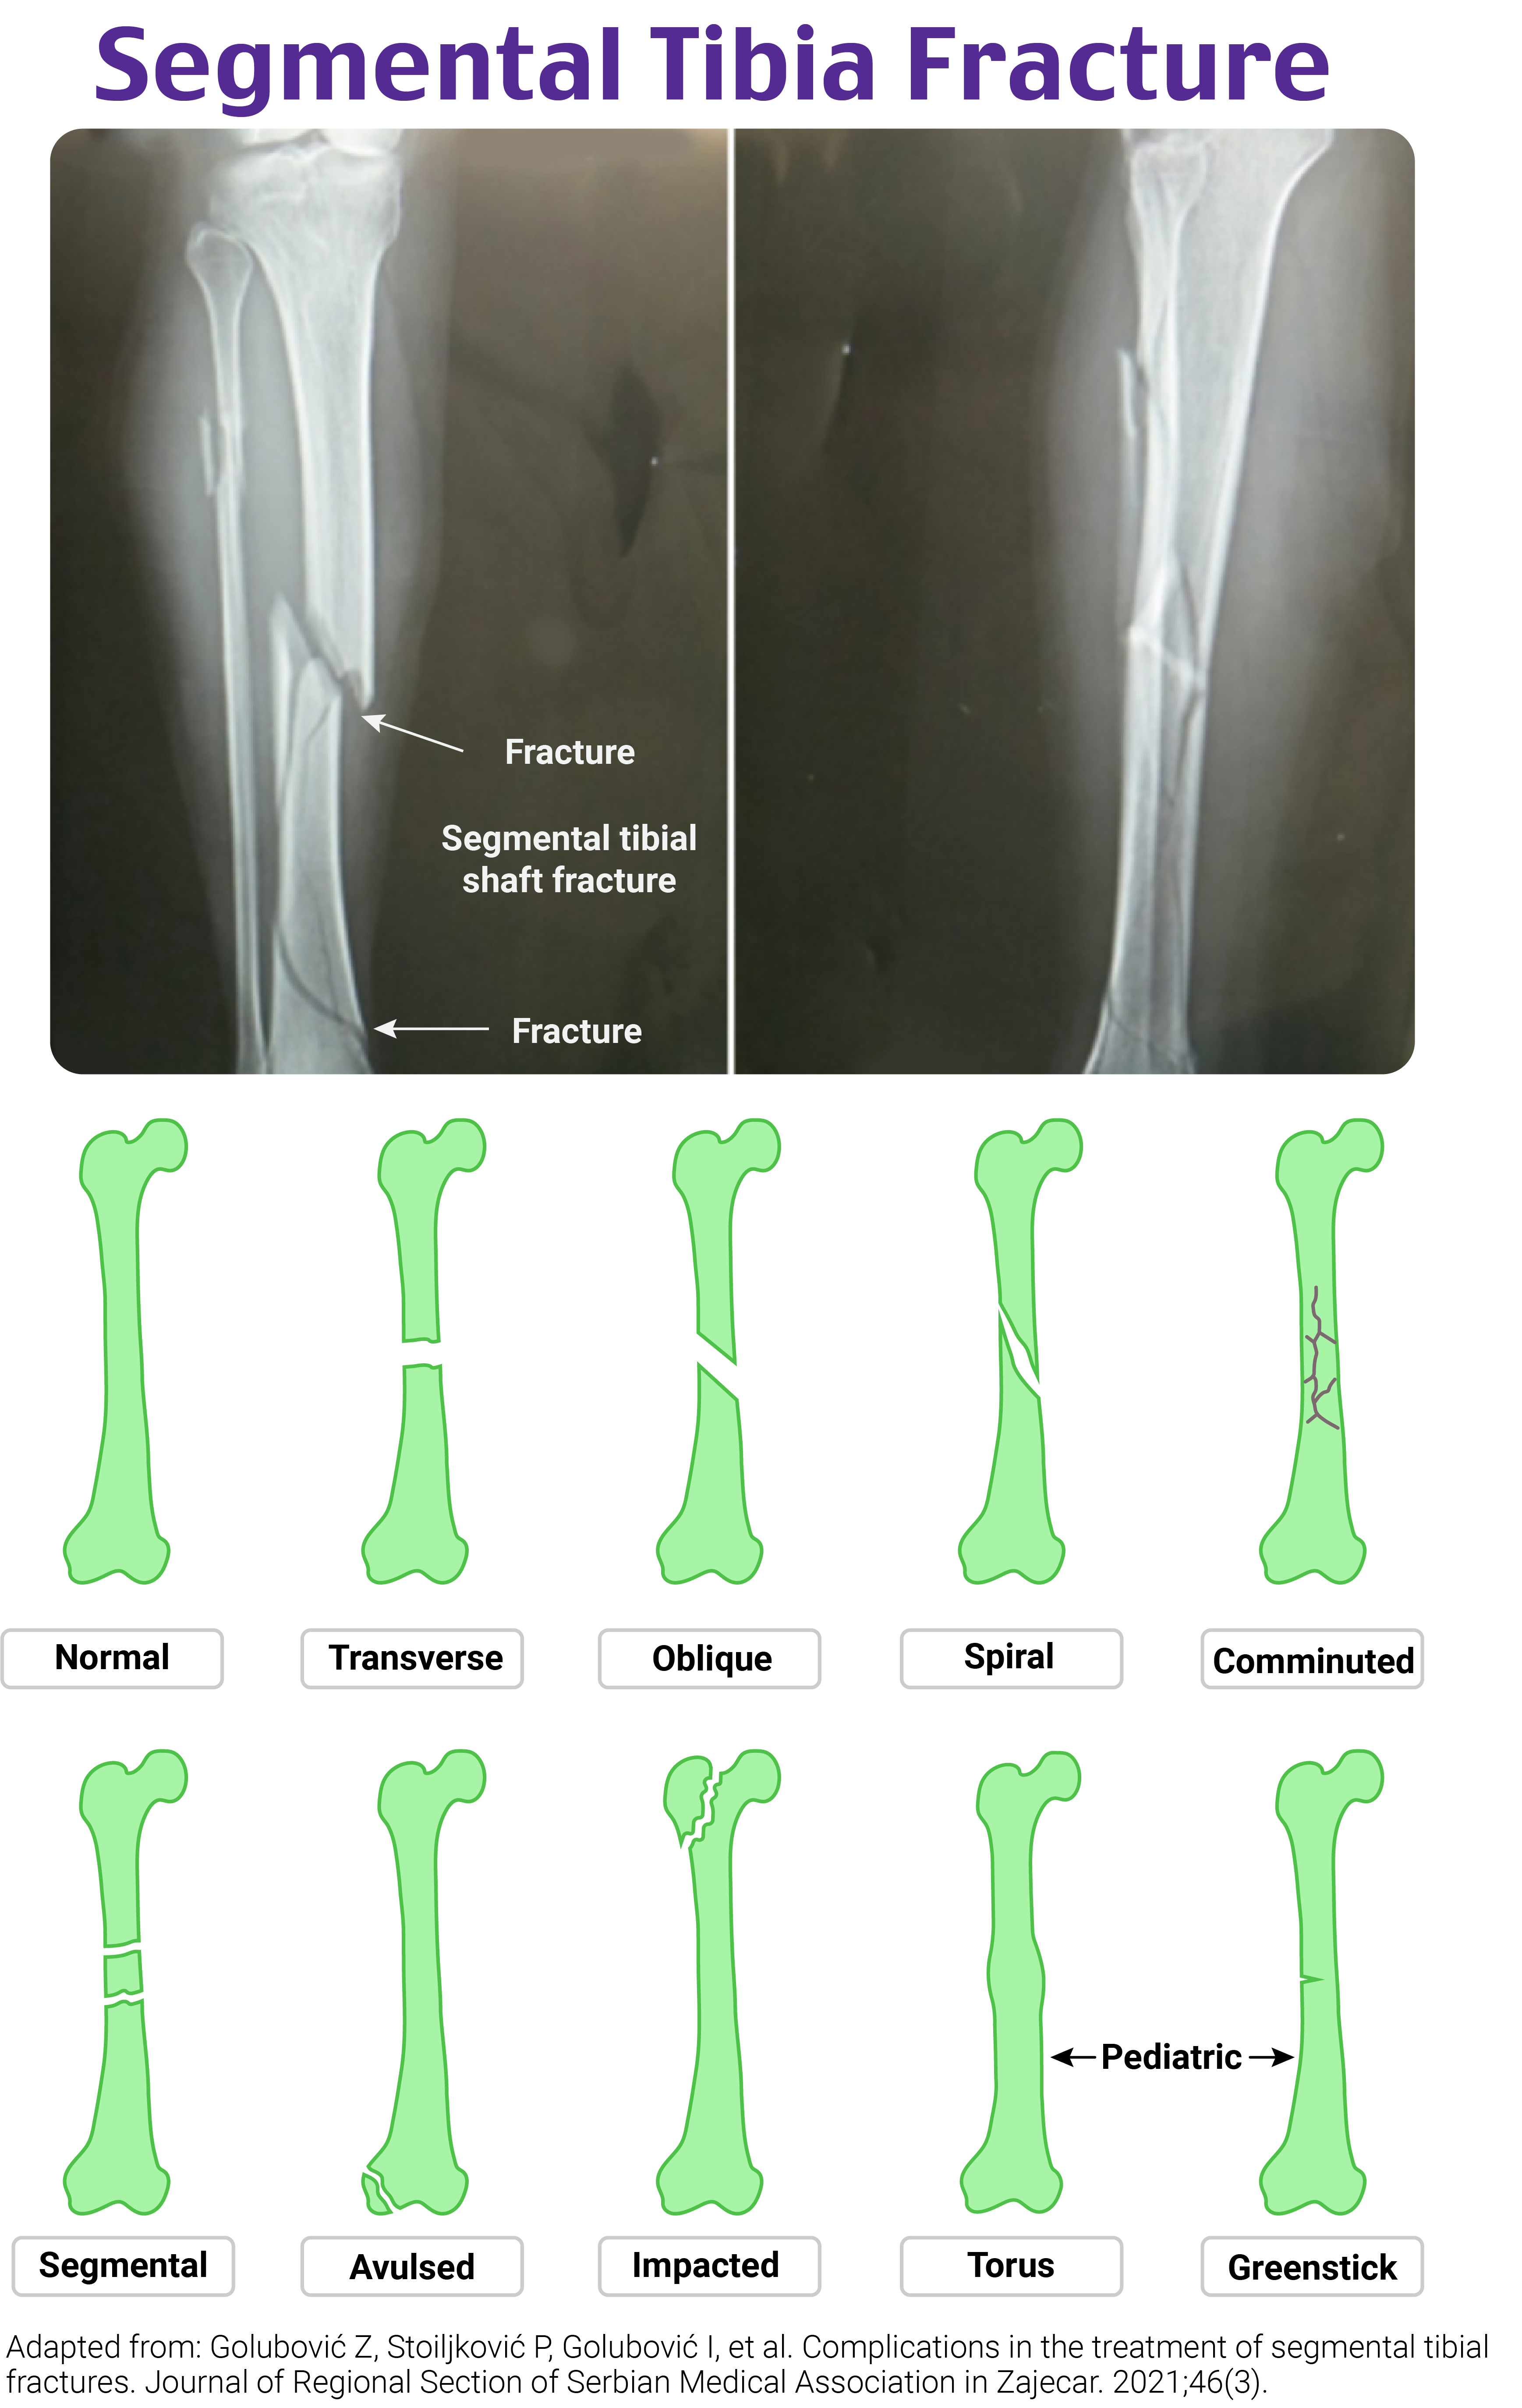 Segmental Tibia Fracture
Fracture
Segmental tibial
shaft fracture
Fracture
Normal
Transverse
Oblique
Spiral
Comminuted
Pediatric
Segmental
Avulsed
Impacted
Torus
Greenstick
Adapted from: Golubović Z, Stoiljković P, Golubović I, et al. Complications in the treatment of segmental tibial
fractures. Journal of Regional Section of Serbian Medical Association in Zajecar. 2021;46(3).